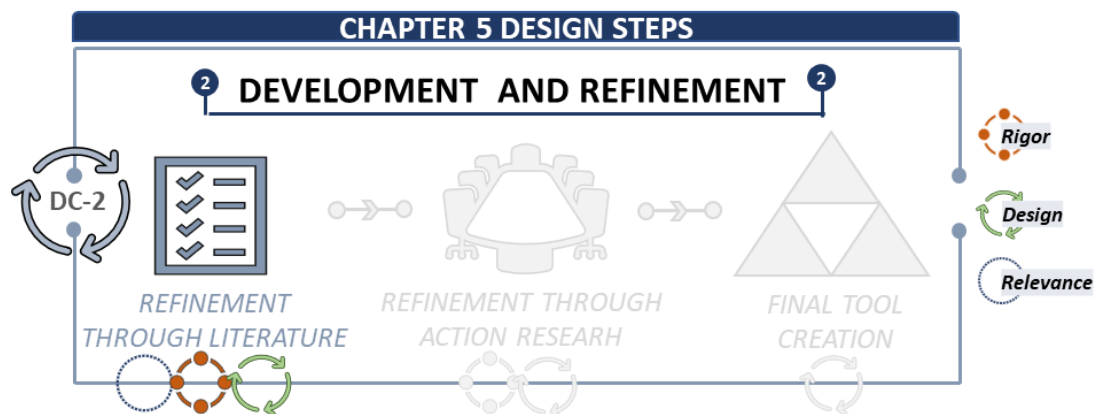 CHAPTER 5 DESIGN STEPS
2 DEVELOPMENT AND REFINEMENT 2
Rigor
DC-2
Design
REFINEMENT
THROUGH LITERATURE
REFINEMENT THROUGH
ACTION RESEARH
FINAL TOOL
CREATION
Relevance